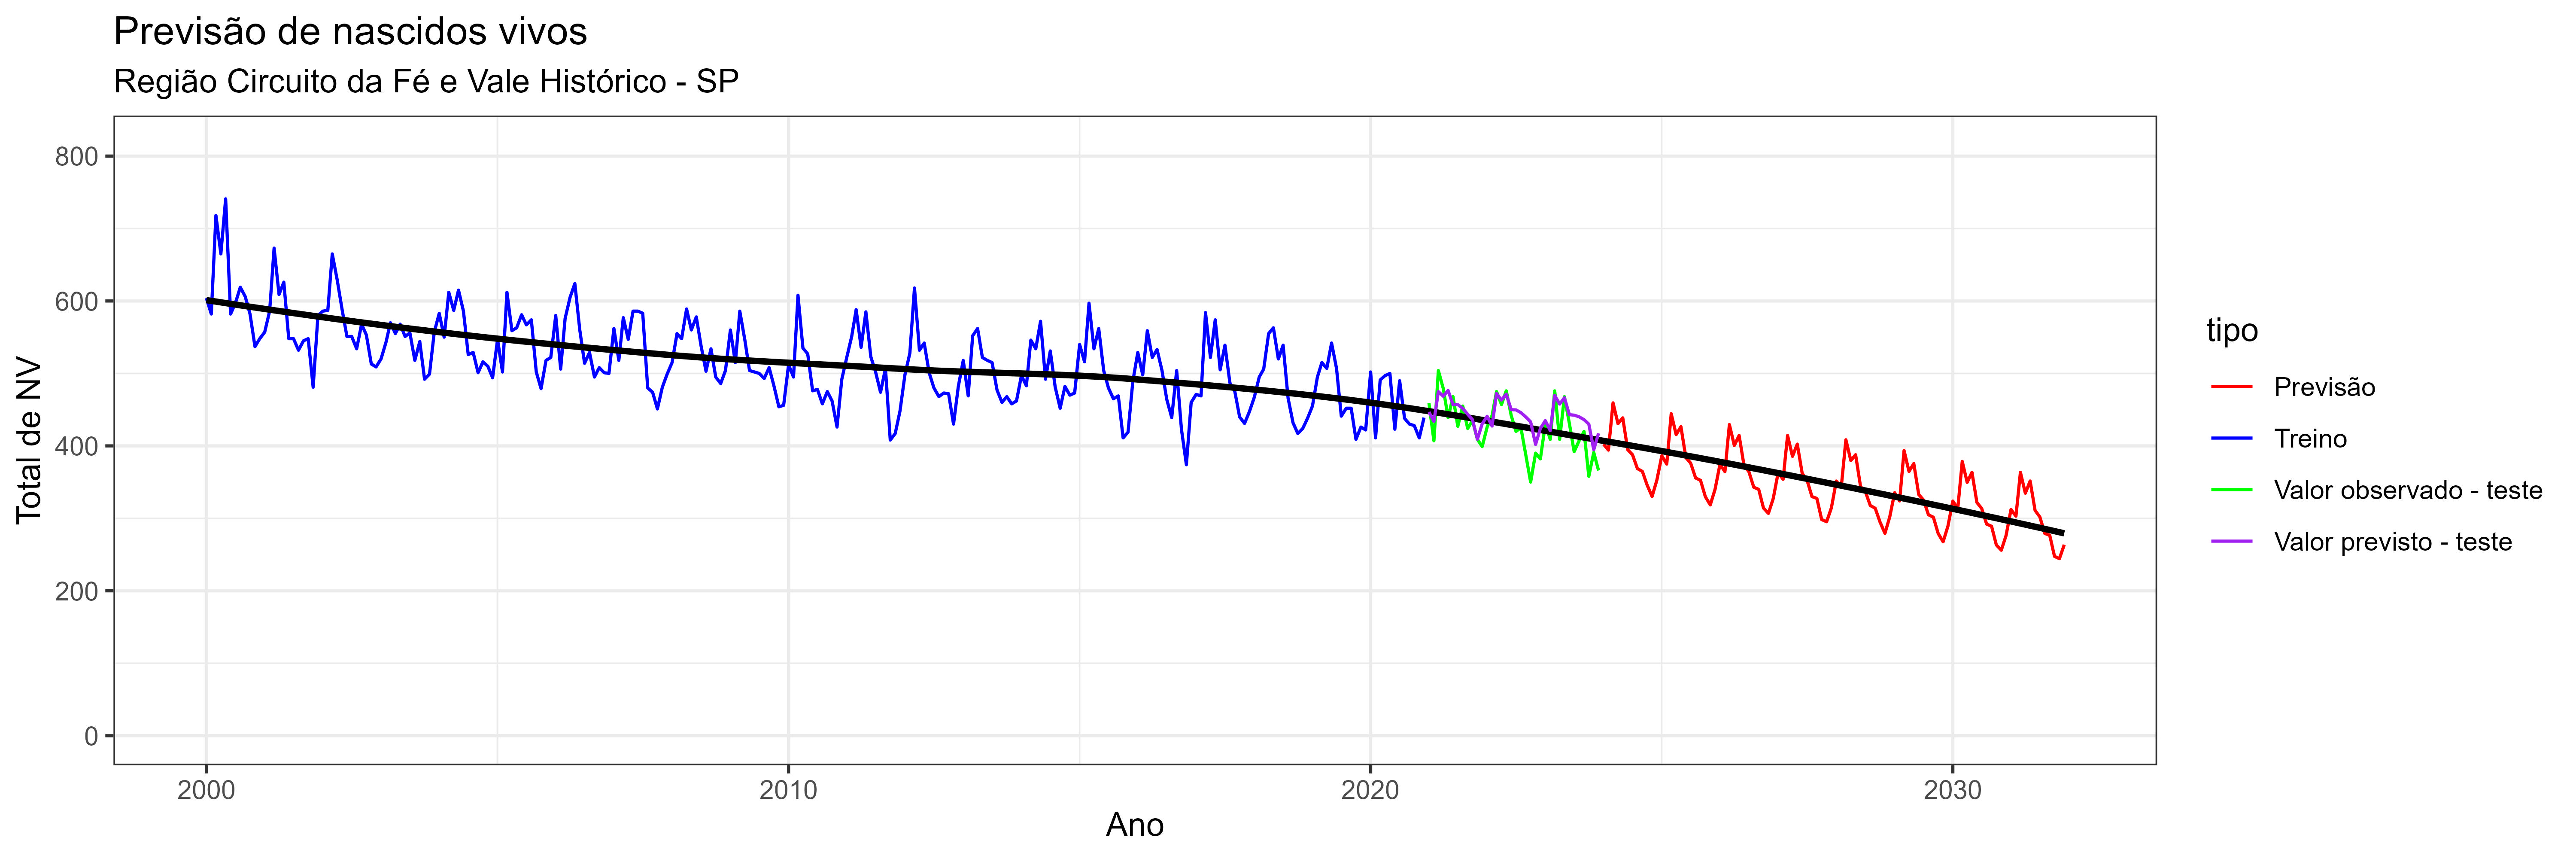 Previsão de nascidos vivos
Região Circuito da Fé e Vale Histórico - SP
Total de NV
800
600
400
200
0
2000
2010
2020
2030
Ano
tipo
Previsão
Treino
Valor observado - teste
Valor previsto - teste